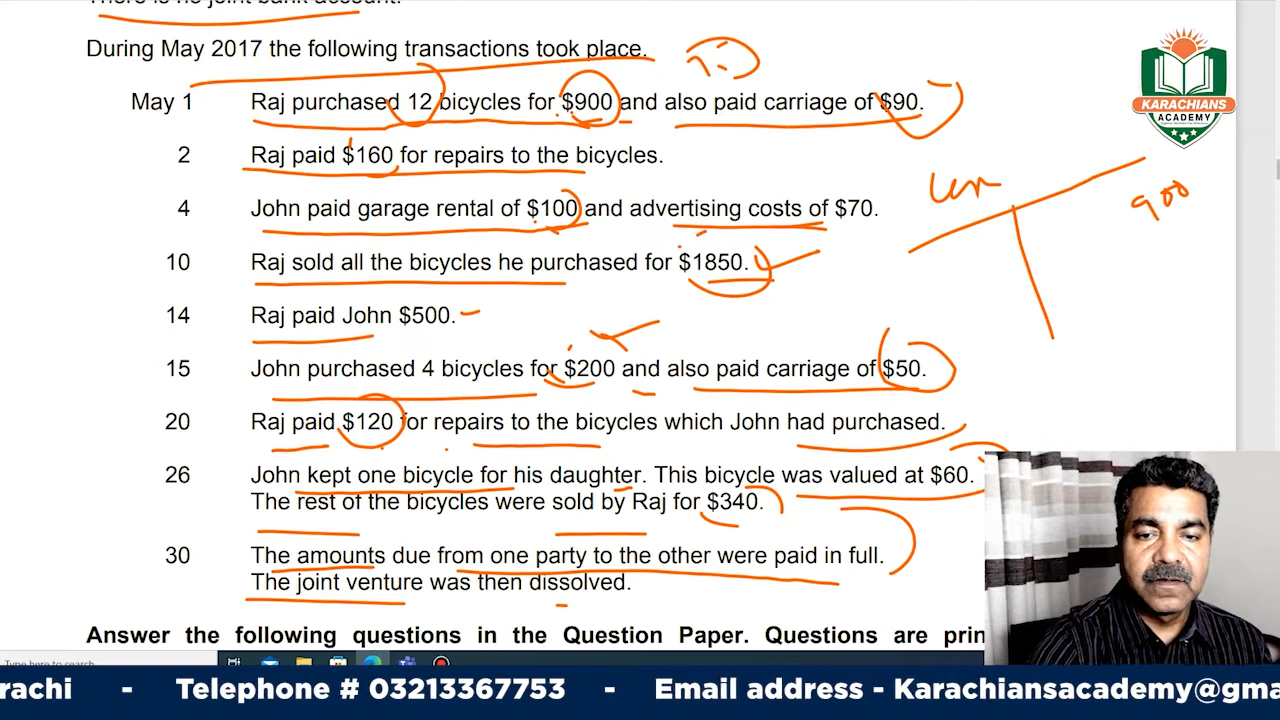 There is no joint bank account.
During May 2017 the following transactions took place.
May 1 Raj purchased 12 bicycles for $900 and also paid carriage of $90.
2 Raj paid $160 for repairs to the bicycles.
4 John paid garage rental of $100 and advertising costs of $70.
10 Raj sold all the bicycles he purchased for $1850.
14 Raj paid John $500.
15 John purchased 4 bicycles for $200 and also paid carriage of $50.
20 Raj paid $120 for repairs to the bicycles which John had purchased.
26 John kept one bicycle for his daughter. This bicycle was valued at $60.
The rest of the bicycles were sold by Raj for $340.
30 The amounts due from one party to the other were paid in full.
The joint venture was then dissolved.
Answer the following questions in the Question Paper. Questions are prin
900
KARACHIANS
ACADEMY
Type here to search
rachi - Telephone # 03213367753 - Email address - Karachiansacademy@gma